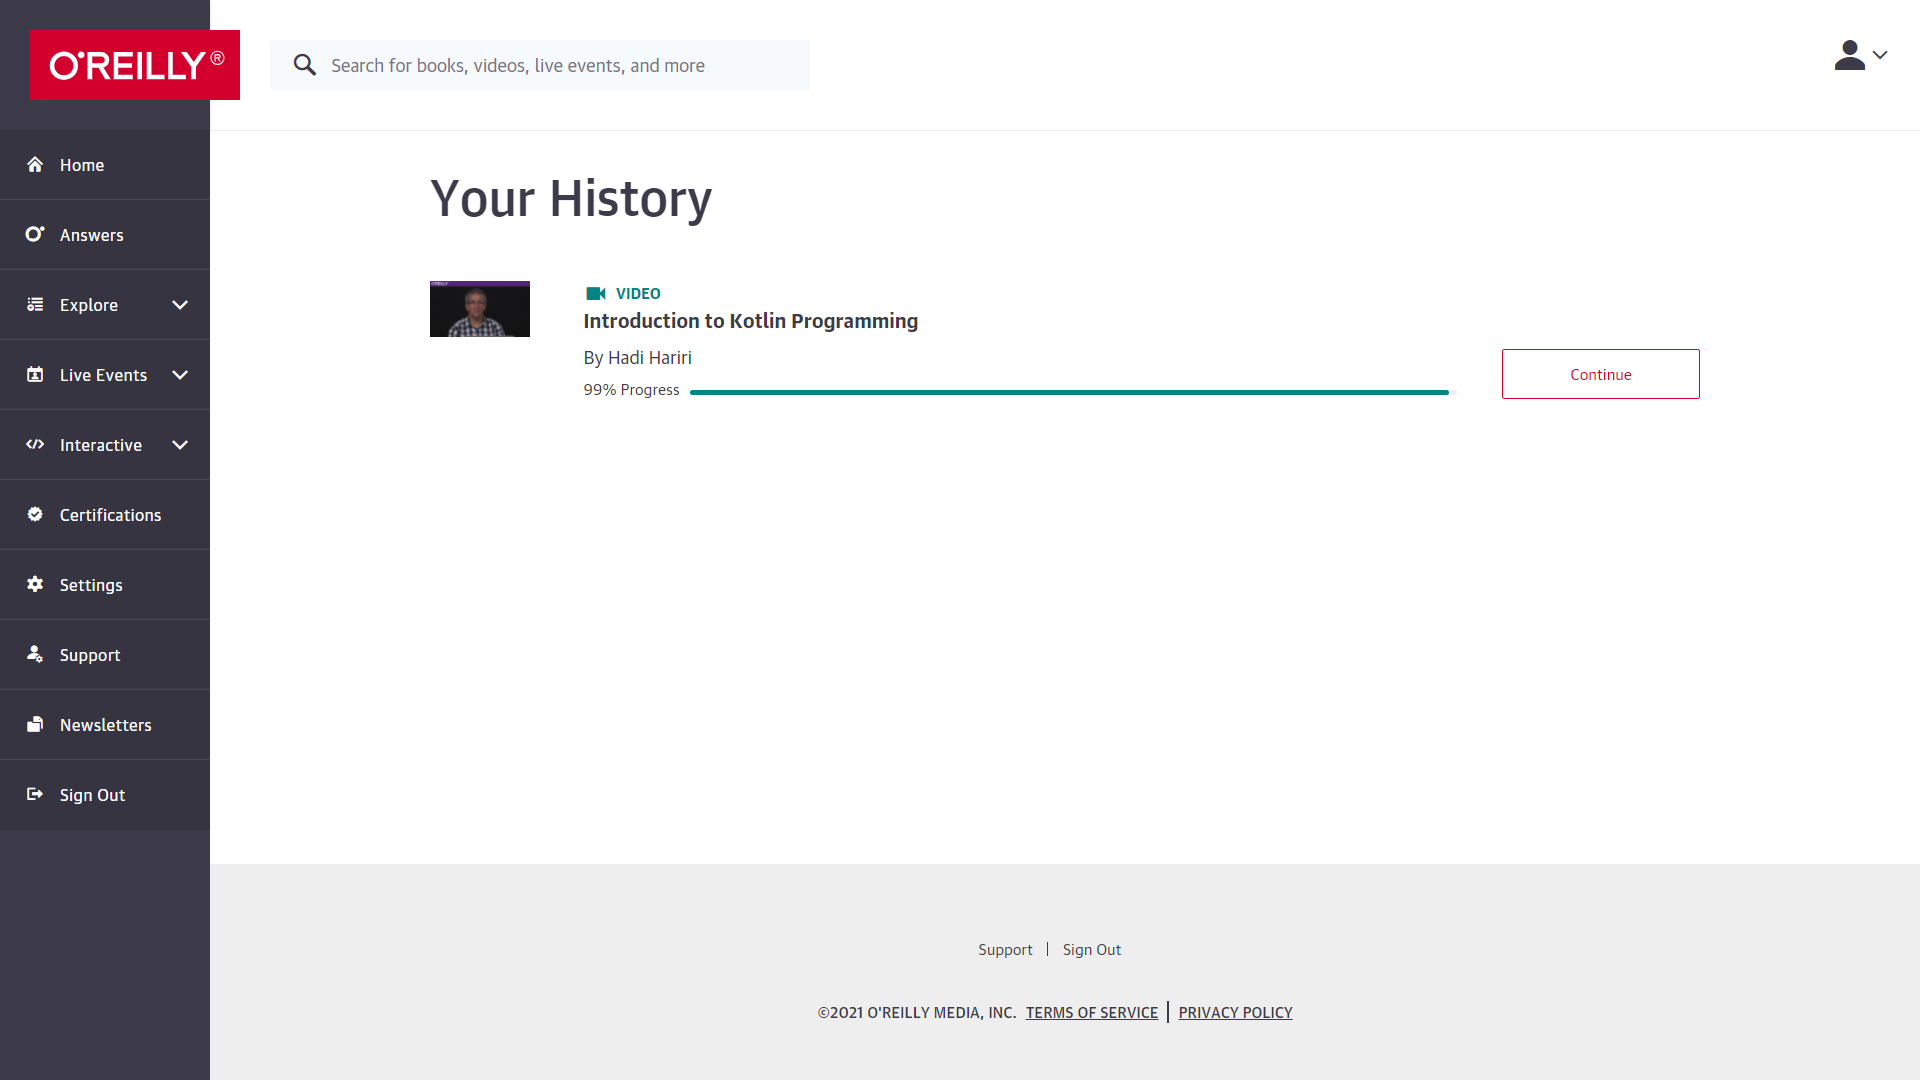 O'REILLY®
Search for books, videos, live events, and more
Home
Answers
Explore
Live Events
Interactive
Certifications
Settings
Support
Newsletters
Sign Out
Your History
O'REILLY
VIDEO
Introduction to Kotlin Programming
By Hadi Hariri
99% Progress
Continue
Support | Sign Out
©2021 O'REILLY MEDIA, INC. TERMS OF SERVICE | PRIVACY POLICY